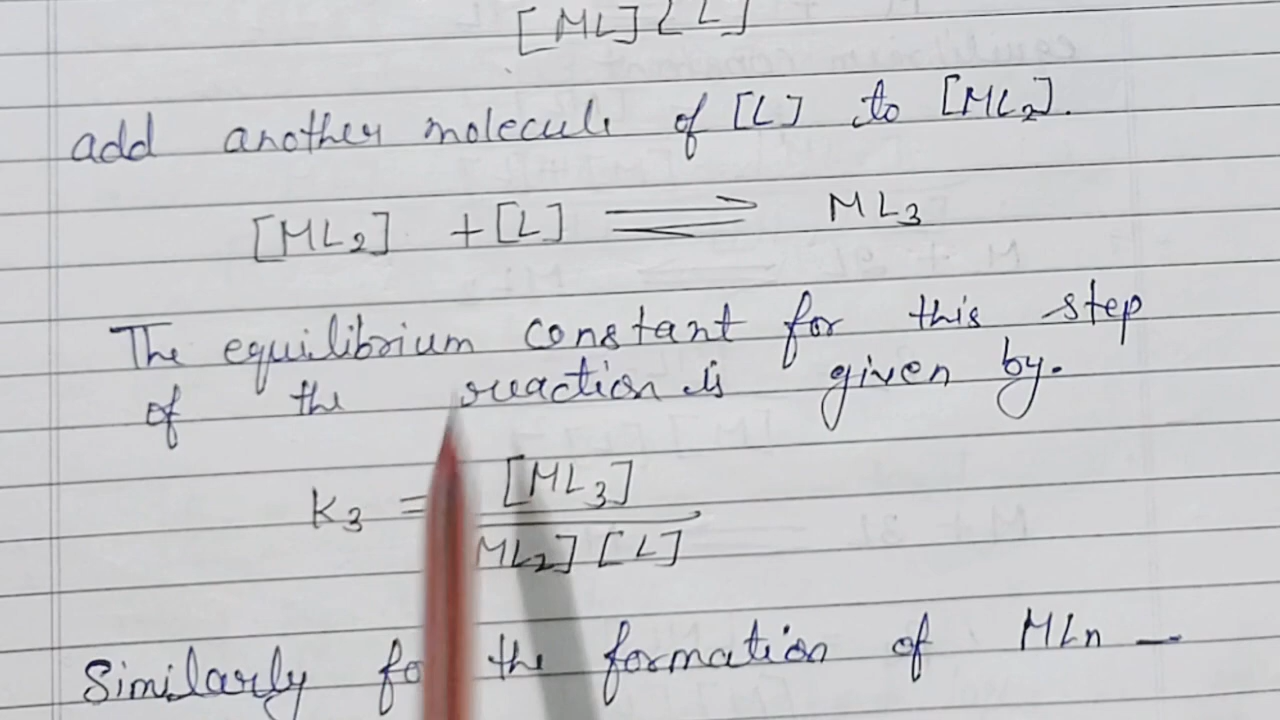 [ML][L]
add another molecule of [L] to [ML₂].
[ML₂] + [L] ⇌ ML₃
The equilibrium constant for this step
of the reaction is given by.
K₃ = [ML₃]
ML₂][L]
Similarly fo the formation of MLn —